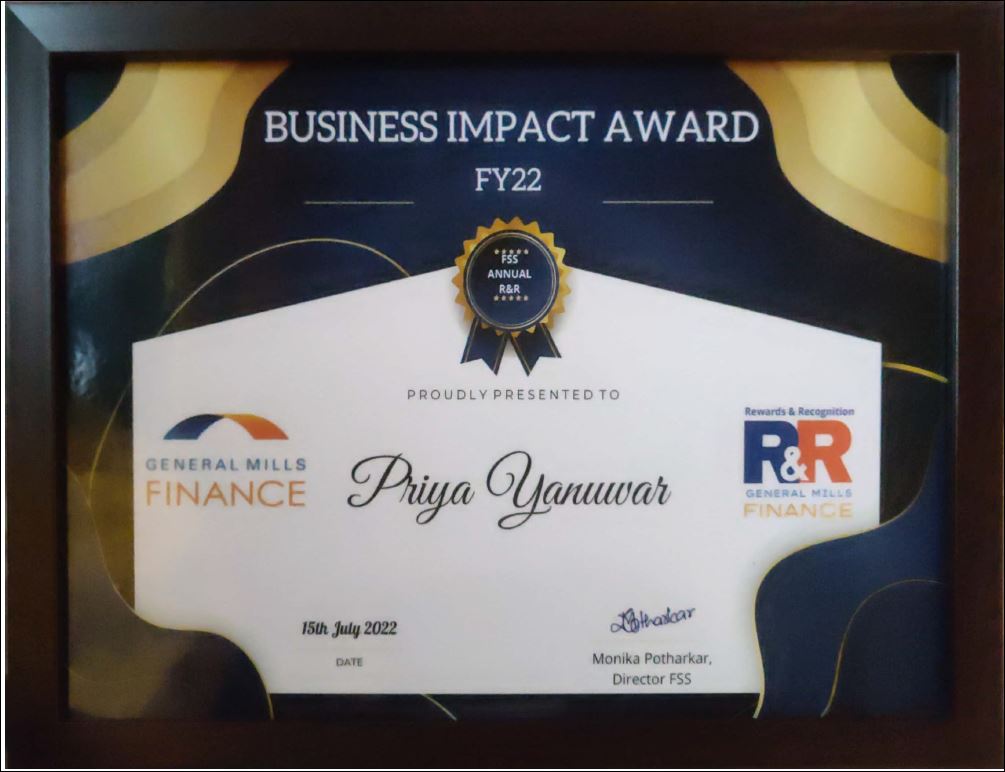 BUSINESS IMPACT AWARD
FY22
FSS
ANNUAL
R&R
PROUDLY PRESENTED TO
GENERAL MILLS
FINANCE
Priya Yanuwar
Rewards & Recognition
R&R
GENERAL MILLS
FINANCE
15th July 2022
DATE
MPotharkar
Monika Potharkar,
Director FSS